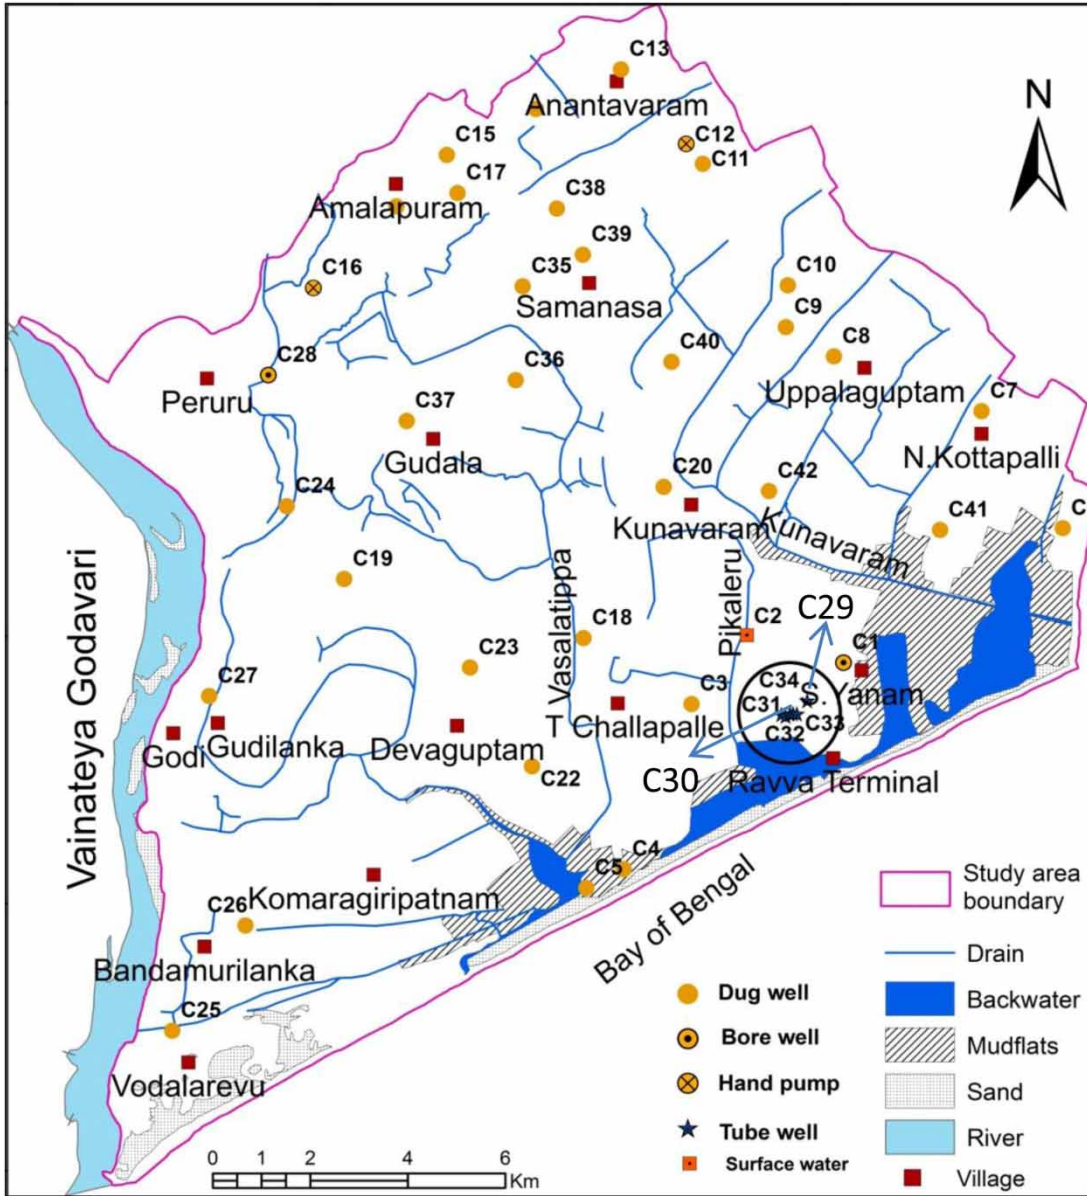 C13
N
Anantavaram
C12
C15
C11
C17
C38
Amalapuram
C39
C16
C35
C10
Samanasa
C9
C28
C36
C40
C8
Peruru
Uppalaguptam
C37
C7
Gudala
N.Kottapalli
C24
C20
C42
Kunavaram
Kunavaram
C41
C
Vainateya Godavari
C19
Vasalatippa
Pikaleru
C29
C18
C2
C1
C23
C34
C27
C3
C31
S. Yanam
Godi
Gudilanka
Devaguptam
T Challapalle
C32
C33
C22
C30
Ravva Terminal
C5
C4
Komaragiripatnam
C26
Bay of Bengal
Bandamurilanka
C25
Vodalarevu
Study area
boundary
Drain
Dug well
Backwater
Bore well
Mudflats
Hand pump
Sand
Tube well
River
Surface water
Village
0 1 2 4 6
Km